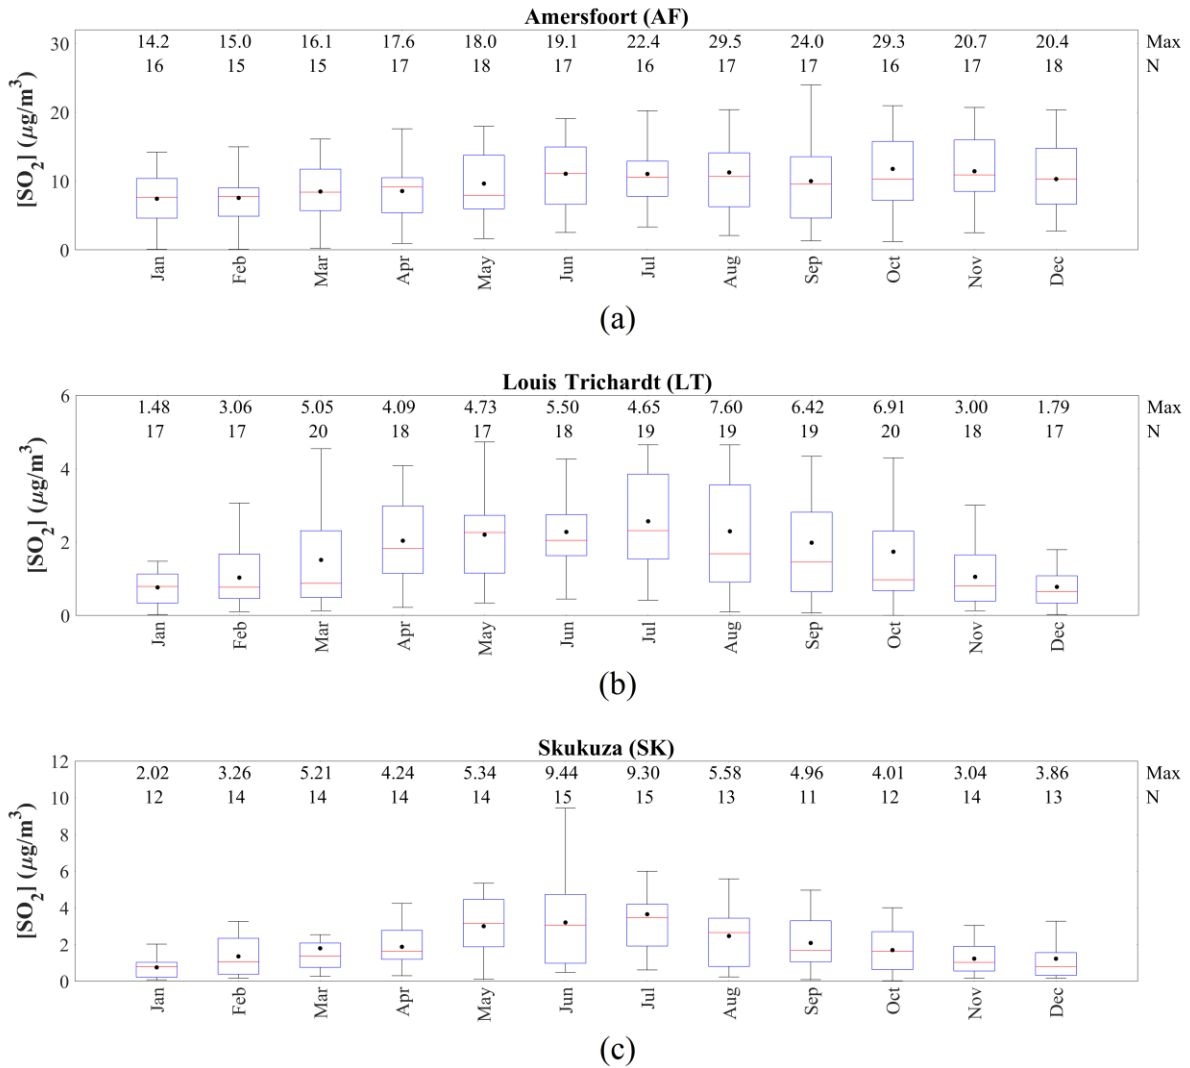 Amersfoort (AF)
30
14.2 15.0 16.1 17.6 18.0 19.1 22.4 29.5 24.0 29.3 20.7 20.4 Max
16 15 15 17 18 17 16 17 17 16 17 18 N
20
10
0
[SO2] (µg/m3)
Jan Feb Mar Apr May Jun Jul Aug Sep Oct Nov Dec
(a)
Louis Trichardt (LT)
6
1.48 3.06 5.05 4.09 4.73 5.50 4.65 7.60 6.42 6.91 3.00 1.79 Max
17 17 20 18 17 18 19 19 19 20 18 17 N
4
2
0
[SO2] (µg/m3)
Jan Feb Mar Apr May Jun Jul Aug Sep Oct Nov Dec
(b)
Skukuza (SK)
12
2.02 3.26 5.21 4.24 5.34 9.44 9.30 5.58 4.96 4.01 3.04 3.86 Max
10 12 14 14 14 14 15 15 13 11 12 14 13 N
8
6
4
2
0
[SO2] (µg/m3)
Jan Feb Mar Apr May Jun Jul Aug Sep Oct Nov Dec
(c)